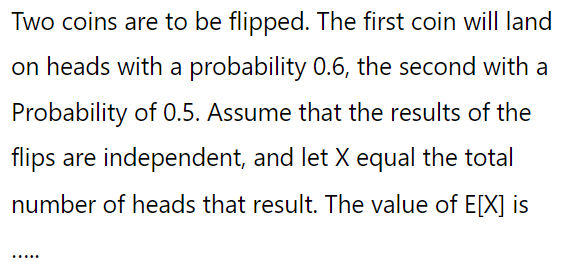 Two coins are to be flipped. The first coin will land
on heads with a probability 0.6, the second with a
Probability of 0.5. Assume that the results of the
flips are independent, and let X equal the total
number of heads that result. The value of E[X] is
.....